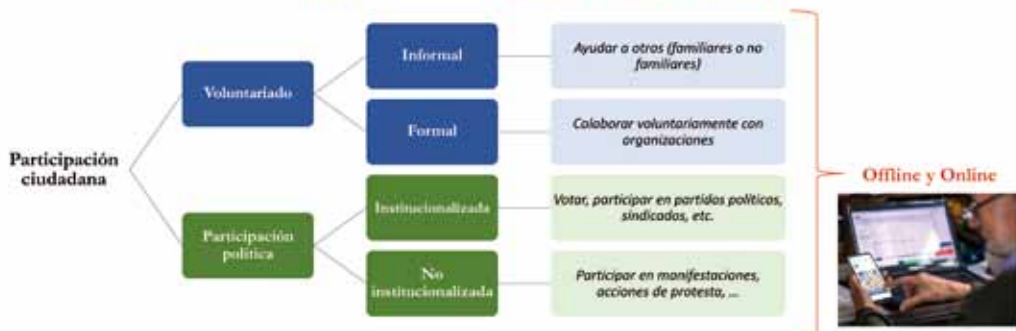 Participación
ciudadana
Voluntariado
Informal
Ayudar a otros (familiares o no
familiares)
Formal
Colaborar voluntariamente con
organizaciones
Participación
política
Institucionalizada
Votar, participar en partidos políticos,
sindicados, etc.
No
institucionalizada
Participar en manifestaciones,
acciones de protesta, ...
Offline y Online